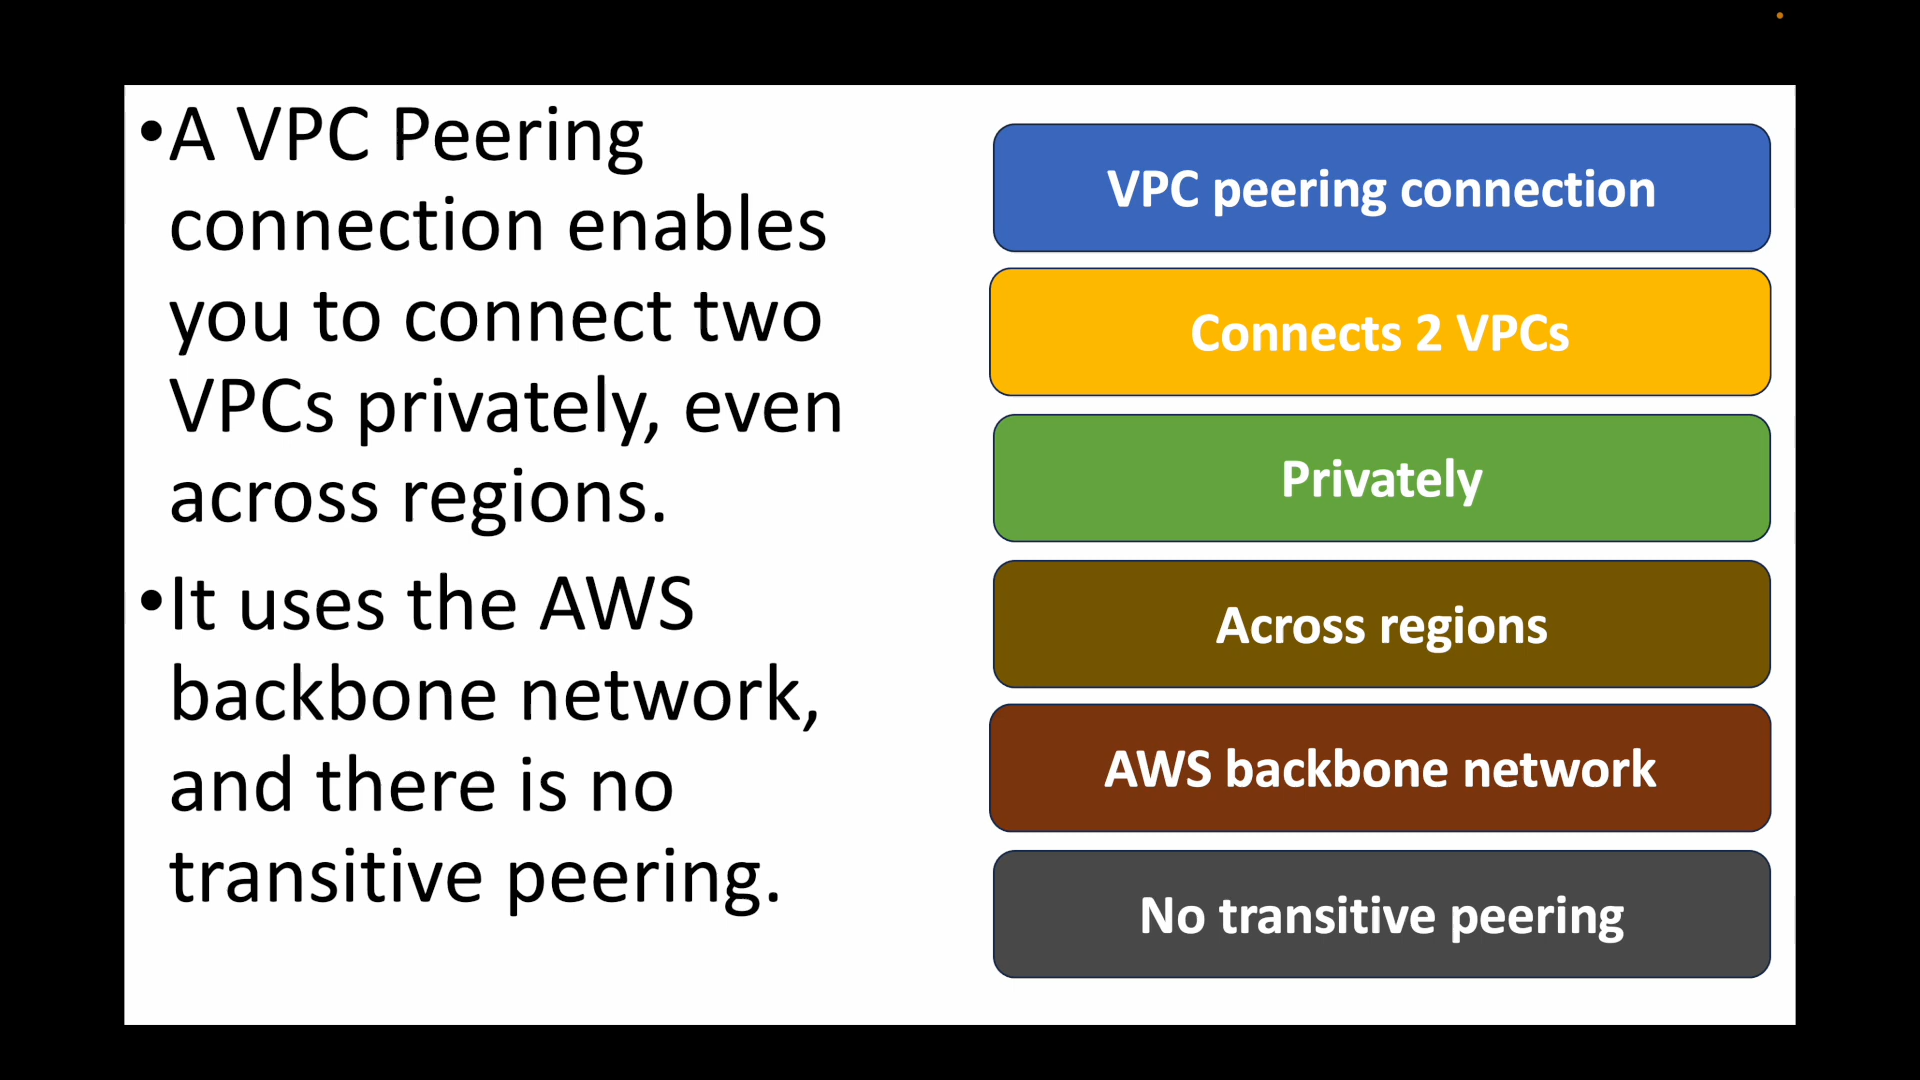 •A VPC Peering
connection enables
you to connect two
VPCs privately, even
across regions.
•It uses the AWS
backbone network,
and there is no
transitive peering.
VPC peering connection
Connects 2 VPCs
Privately
Across regions
AWS backbone network
No transitive peering